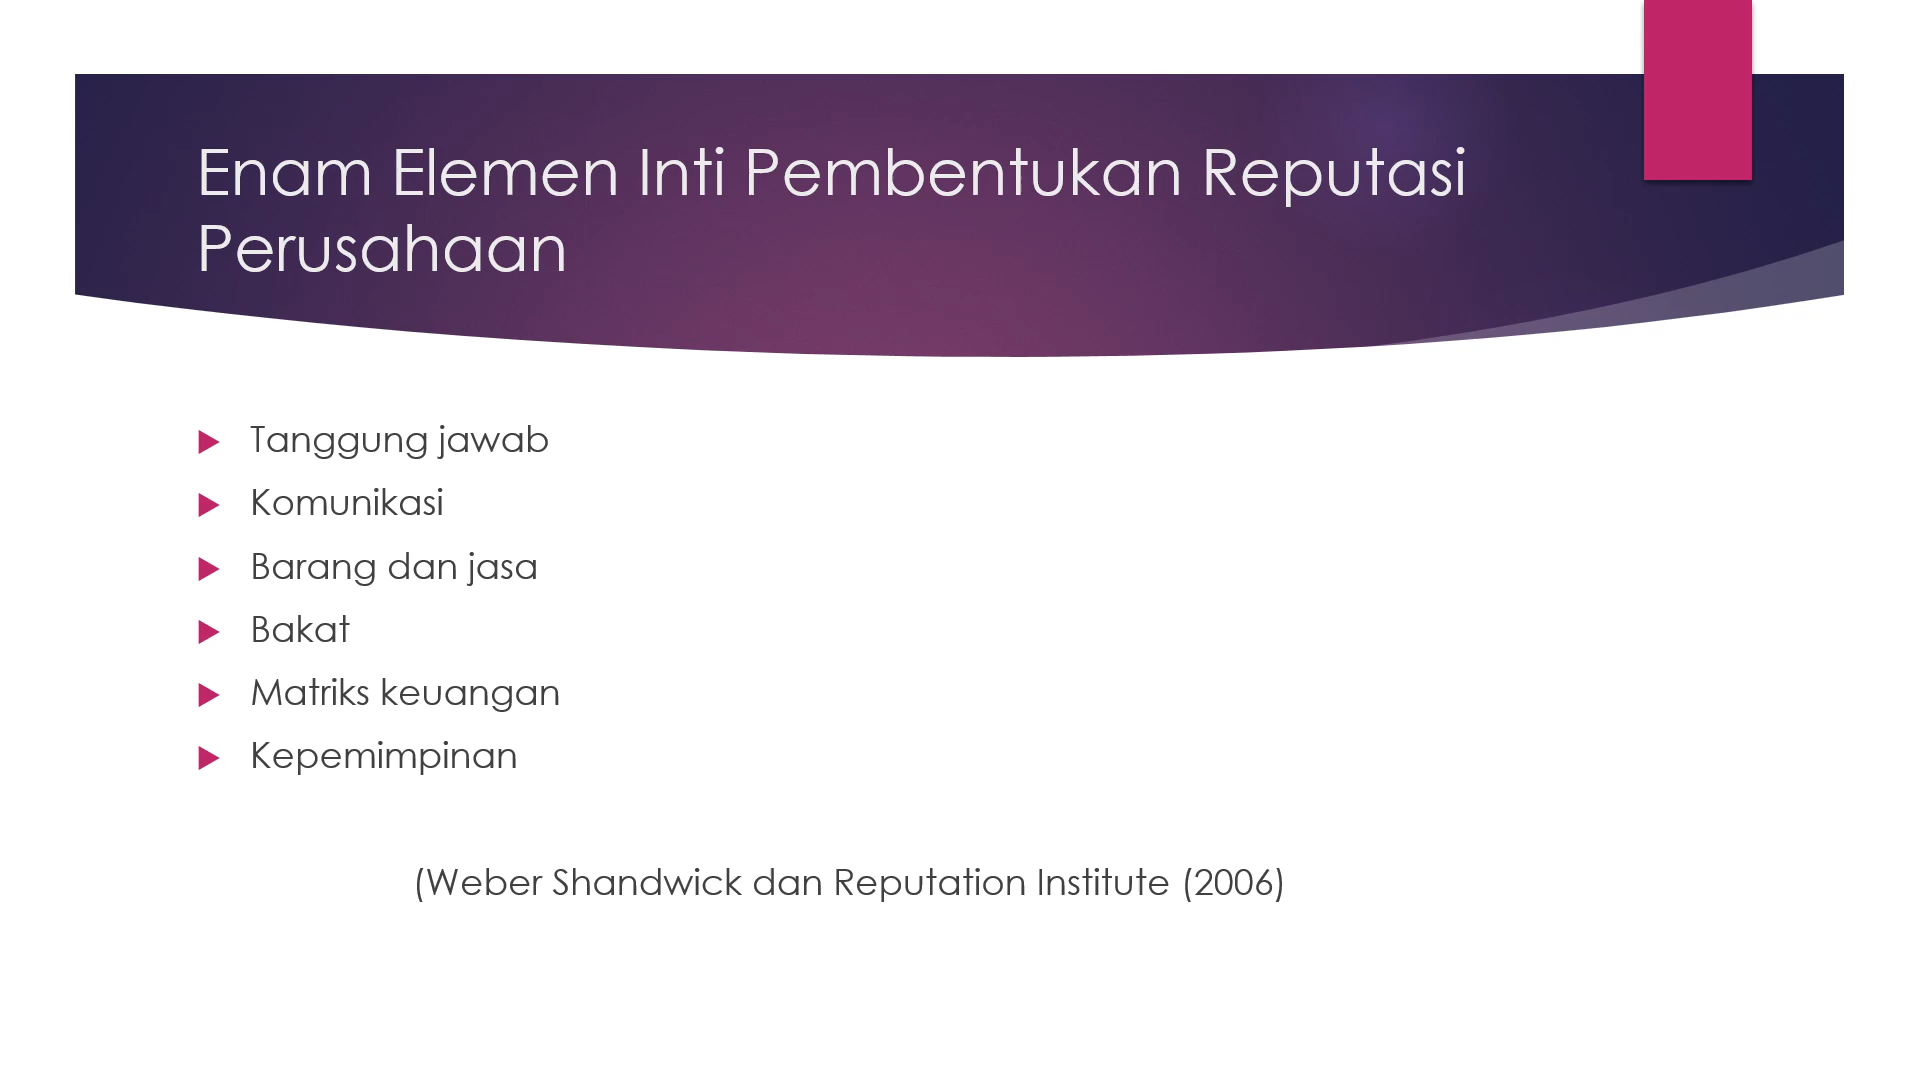 Enam Elemen Inti Pembentukan Reputasi
Perusahaan
Tanggung jawab
Komunikasi
Barang dan jasa
Bakat
Matriks keuangan
Kepemimpinan
(Weber Shandwick dan Reputation Institute (2006)